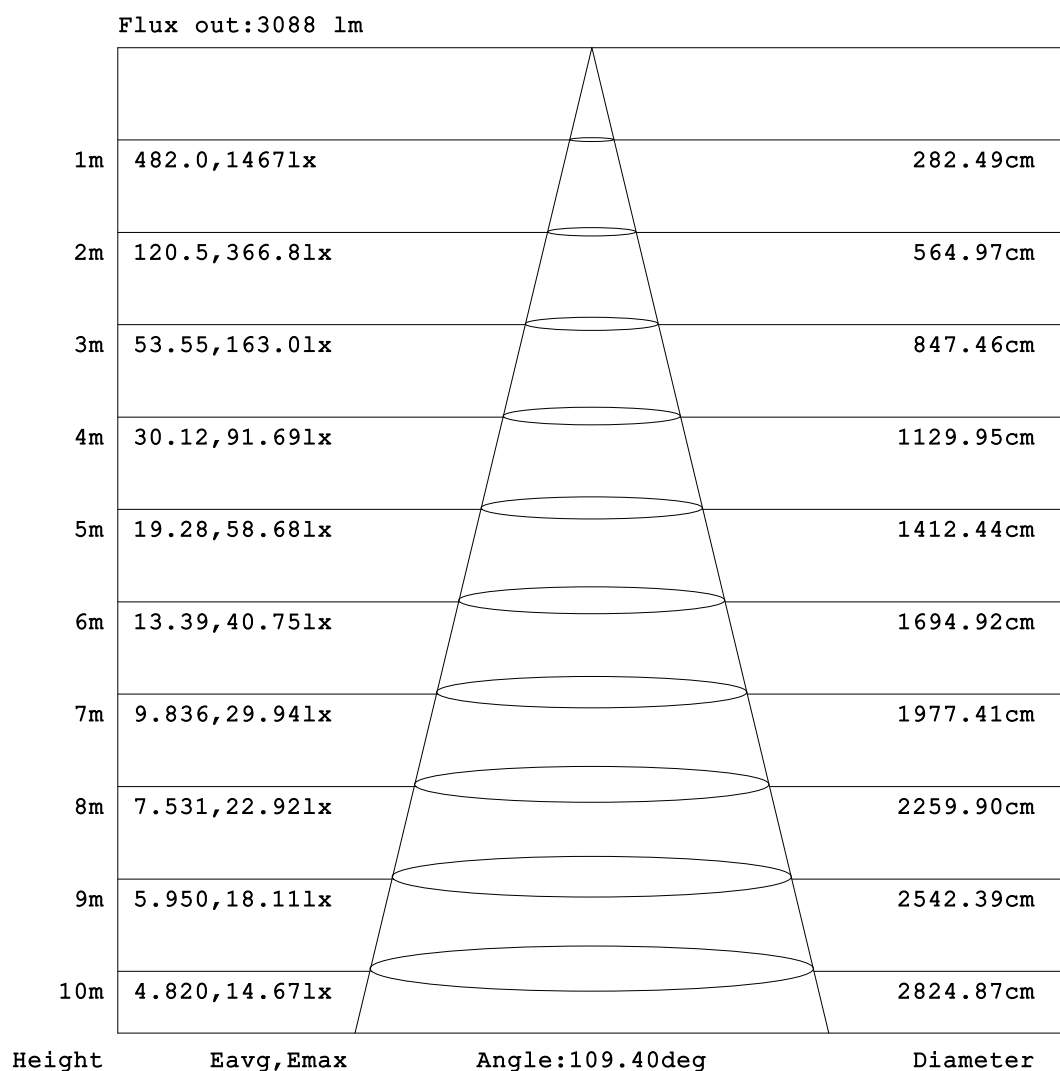 Flux out:3088 lm
1m 482.0,1467lx 282.49cm
2m 120.5,366.8lx 564.97cm
3m 53.55,163.0lx 847.46cm
4m 30.12,91.69lx 1129.95cm
5m 19.28,58.68lx 1412.44cm
6m 13.39,40.75lx 1694.92cm
7m 9.836,29.94lx 1977.41cm
8m 7.531,22.92lx 2259.90cm
9m 5.950,18.11lx 2542.39cm
10m 4.820,14.67lx 2824.87cm
Height Eavg,Emax Angle:109.40deg Diameter